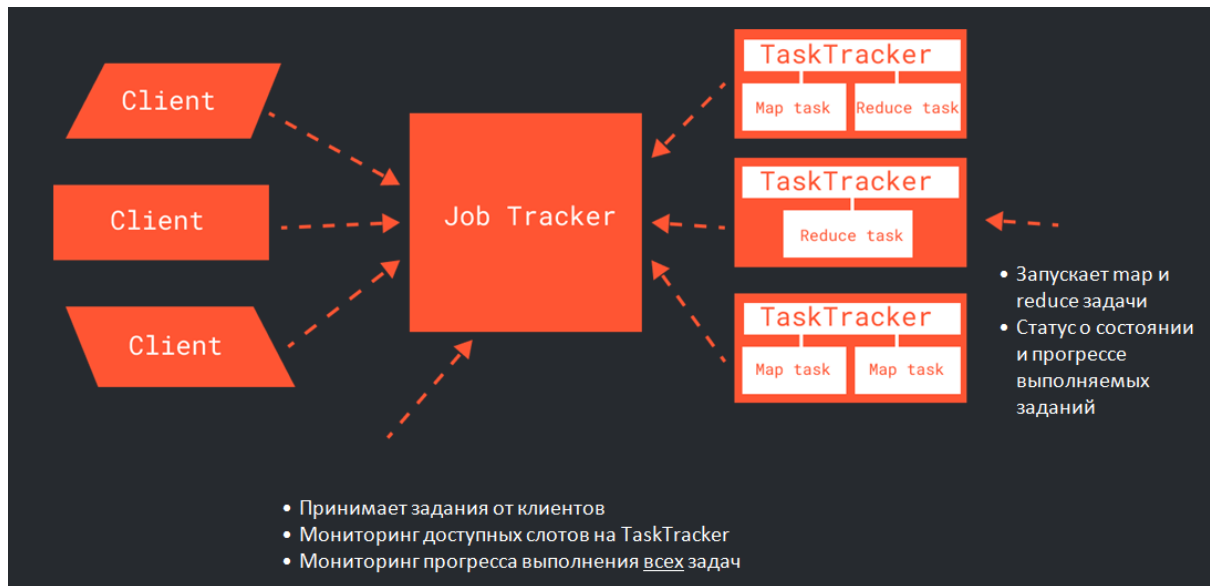 Client
Client
Client
Job Tracker
TaskTracker
Map task
Reduce task
TaskTracker
Reduce task
TaskTracker
Map task
Map task
• Запускает map и
reduce задачи
• Статус о состоянии
и прогрессе
выполняемых
заданий
• Принимает задания от клиентов
• Мониторинг доступных слотов на TaskTracker
• Мониторинг прогресса выполнения всех задач